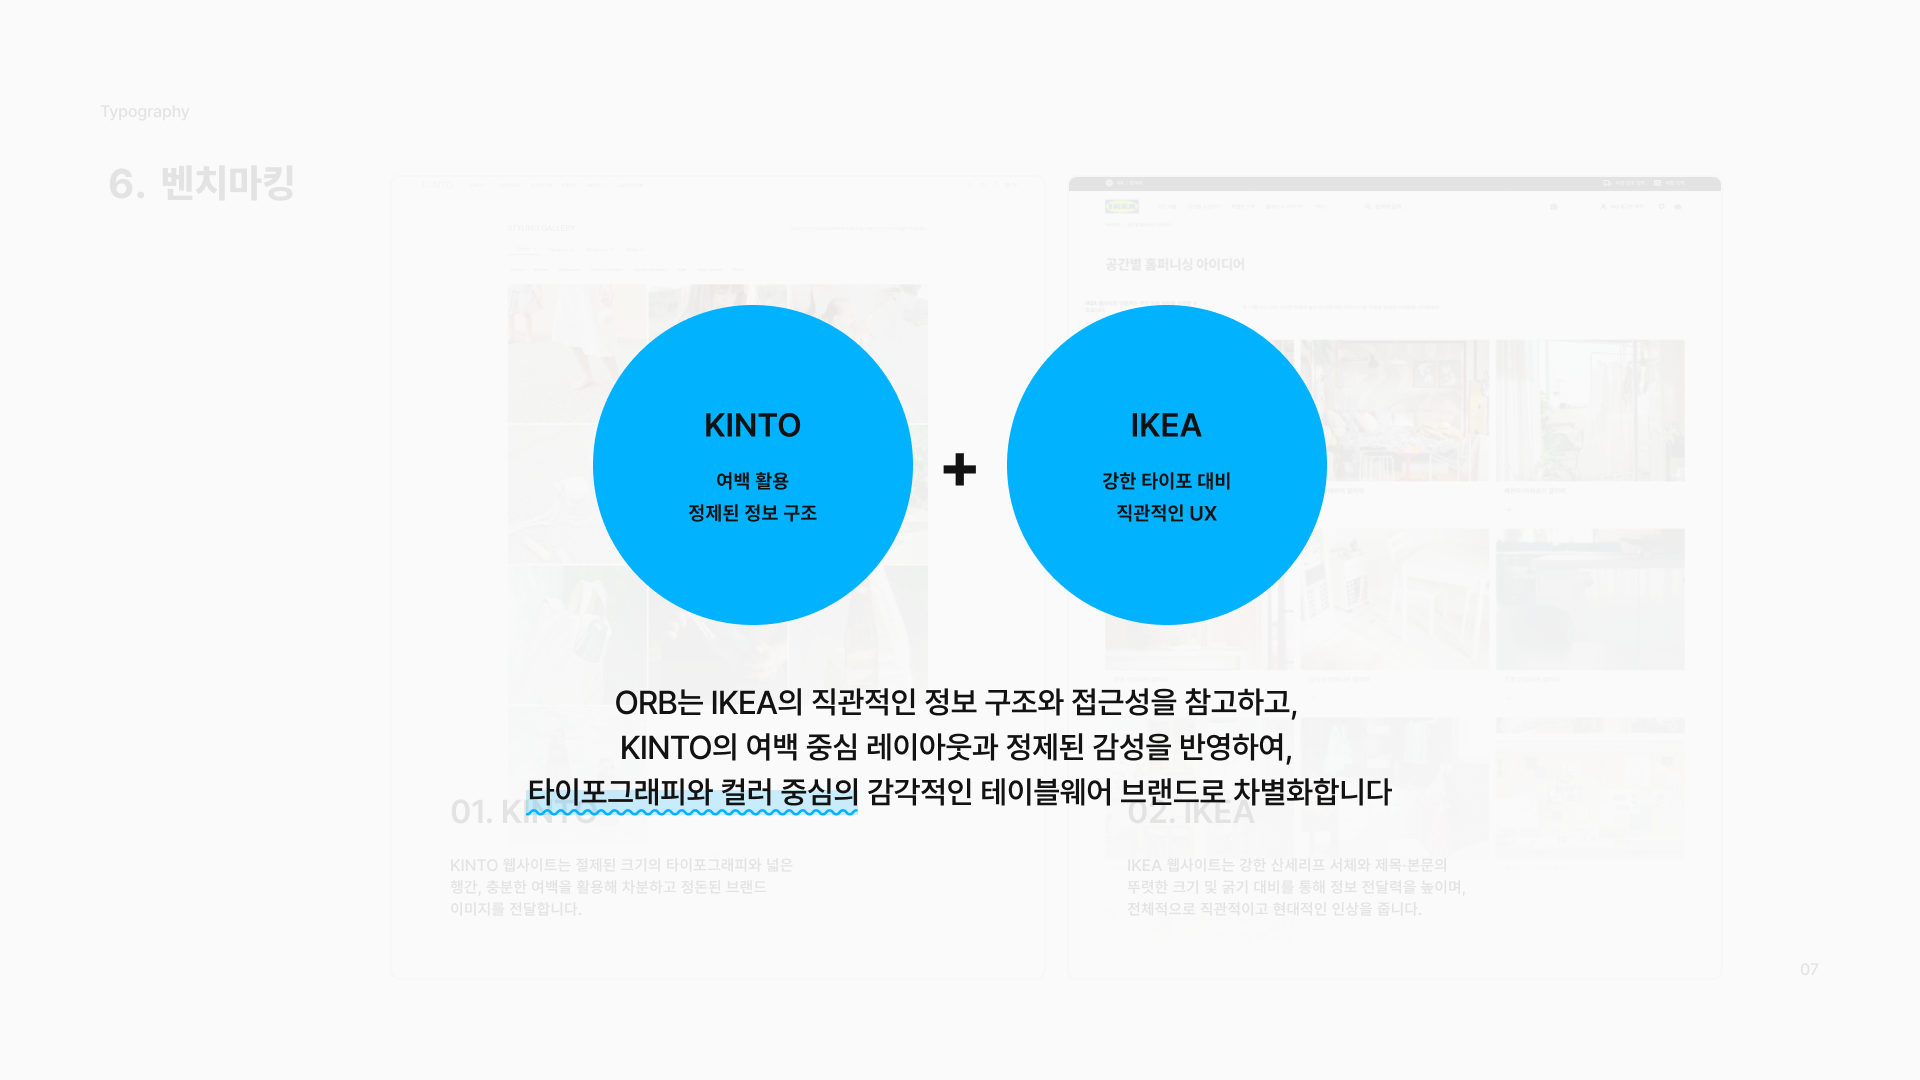 Typography
6. 벤치마킹
공간별 홈퍼니싱 아이디어
KINTO
여백 활용
정제된 정보 구조
+
IKEA
강한 타이포 대비
직관적인 UX
ORB는 IKEA의 직관적인 정보 구조와 접근성을 참고하고,
KINTO의 여백 중심 레이아웃과 정제된 감성을 반영하여,
타이포그래피와 컬러 중심의 감각적인 테이블웨어 브랜드로 차별화합니다
01. KINTO
KINTO 웹사이트는 절제된 크기의 타이포그래피와 넓은
행간, 충분한 여백을 활용해 차분하고 정돈된 브랜드
이미지를 전달합니다.
02. IKEA
IKEA 웹사이트는 강한 산세리프 서체와 제목·본문의
뚜렷한 크기 및 굵기 대비를 통해 정보 전달력을 높이며,
전체적으로 직관적이고 현대적인 인상을 줍니다.
07